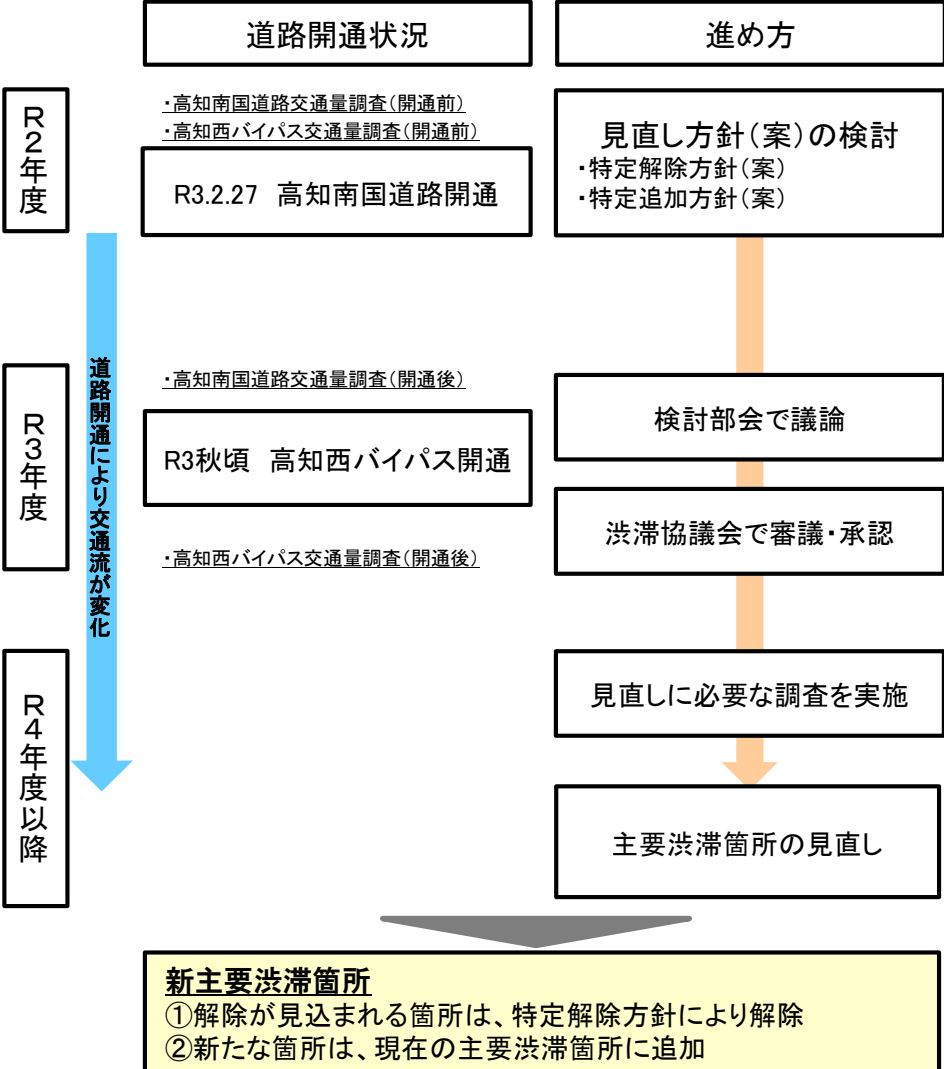 道路開通状況
進め方
R2年度
・高知南国道路交通量調査(開通前)
・高知西バイパス交通量調査(開通前)
R3.2.27 高知南国道路開通
見直し方針(案)の検討
・特定解除方針(案)
・特定追加方針(案)
道路開通により交通流が変化
R3年度
・高知南国道路交通量調査(開通後)
R3秋頃 高知西バイパス開通
・高知西バイパス交通量調査(開通後)
検討部会で議論
渋滞協議会で審議・承認
R4年度以降
見直しに必要な調査を実施
主要渋滞箇所の見直し
新主要渋滞箇所
①解除が見込まれる箇所は、特定解除方針により解除
②新たな箇所は、現在の主要渋滞箇所に追加